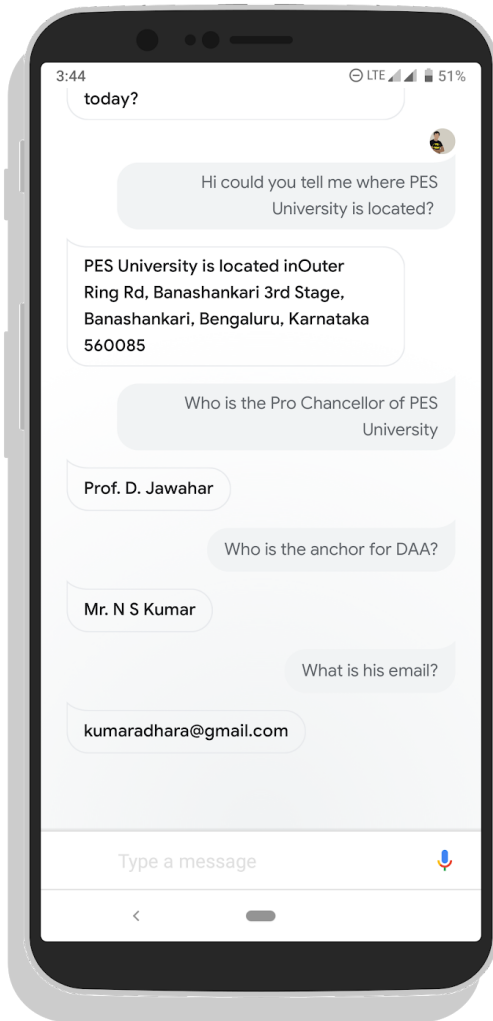 3:44 LTE 51%
today?
Hi could you tell me where PES
University is located?
PES University is located inOuter
Ring Rd, Banashankari 3rd Stage,
Banashankari, Bengaluru, Karnataka
560085
Who is the Pro Chancellor of PES
University
Prof. D. Jawahar
Who is the anchor for DAA?
Mr. N S Kumar
What is his email?
kumaradhara@gmail.com
Type a message